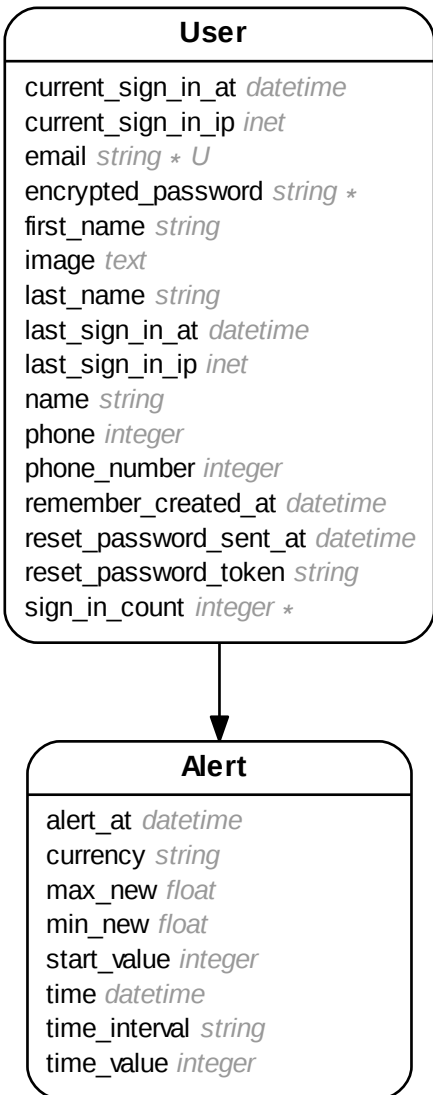 User
current_sign_in_at datetime
current_sign_in_ip inet
email string * U
encrypted_password string *
first_name string
image text
last_name string
last_sign_in_at datetime
last_sign_in_ip inet
name string
phone integer
phone_number integer
remember_created_at datetime
reset_password_sent_at datetime
reset_password_token string
sign_in_count integer *
Alert
alert_at datetime
currency string
max_new float
min_new float
start_value integer
time datetime
time_interval string
time_value integer